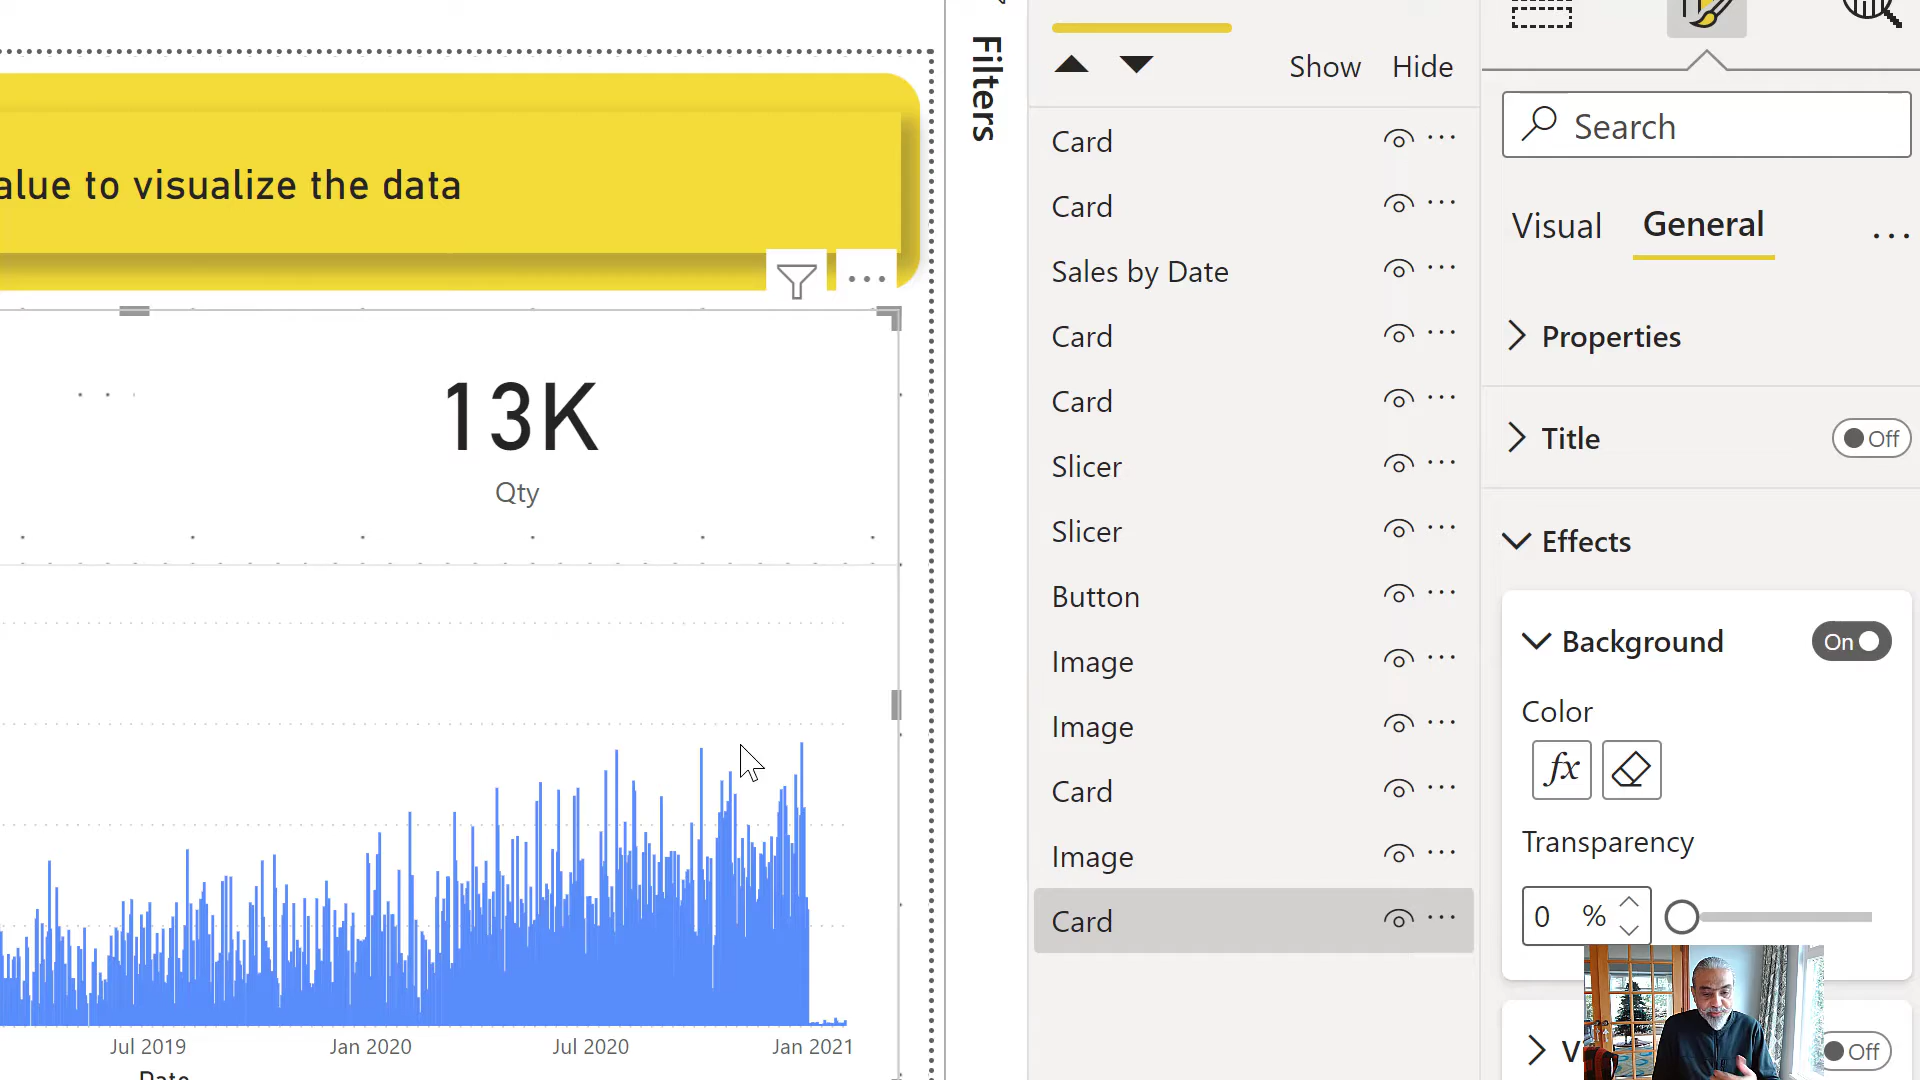 alue to visualize the data
13K
Qty
Jul 2019
Jan 2020
Jul 2020
Jan 2021
Date
Filters
Show
Hide
Card
Card
Sales by Date
Card
Card
Slicer
Slicer
Button
Image
Image
Card
Image
Card
Search
Visual
General
Properties
Title
Off
Effects
Background
On
Color
fx
Transparency
0 %
Off